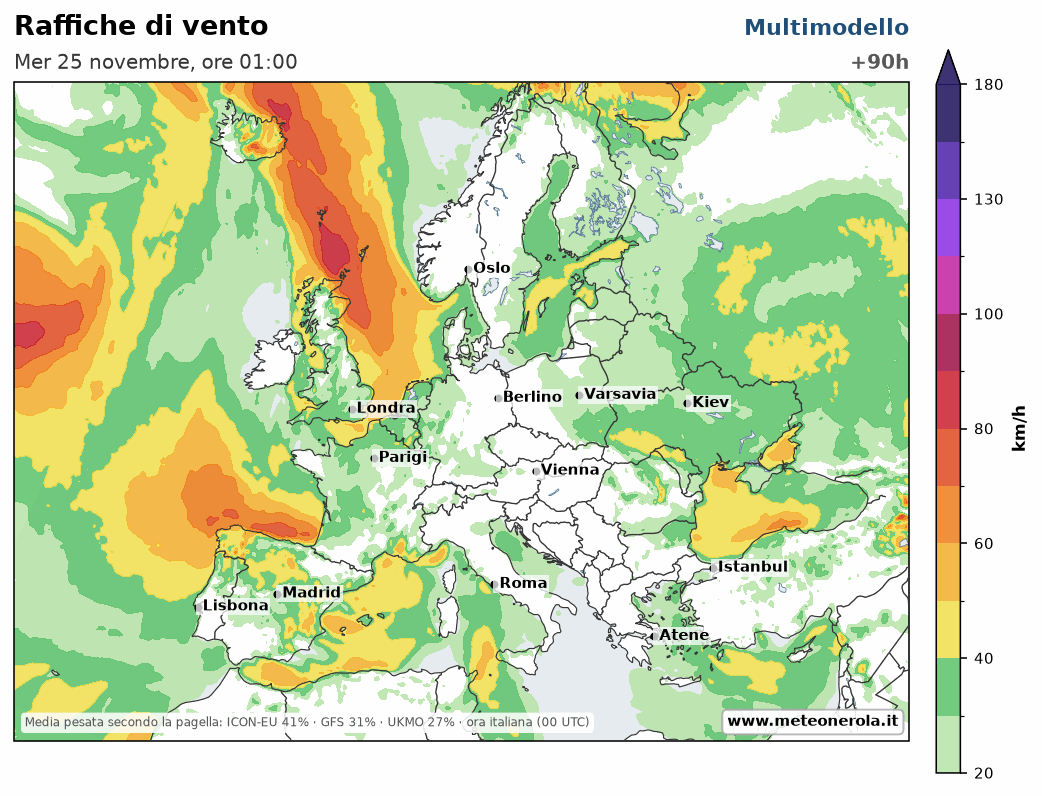 Raffiche di vento
Multimodello
Mer 25 novembre, ore 01:00
+90h
180
130
100
80
60
40
20
km/h
Oslo
Londra
Berlino
Varsavia
Kiev
Parigi
Vienna
Istanbul
Roma
Madrid
Lisbona
Atene
Media pesata secondo la pagella: ICON-EU 41% · GFS 31% · UKMO 27% · ora italiana (00 UTC)
www.meteonerola.it